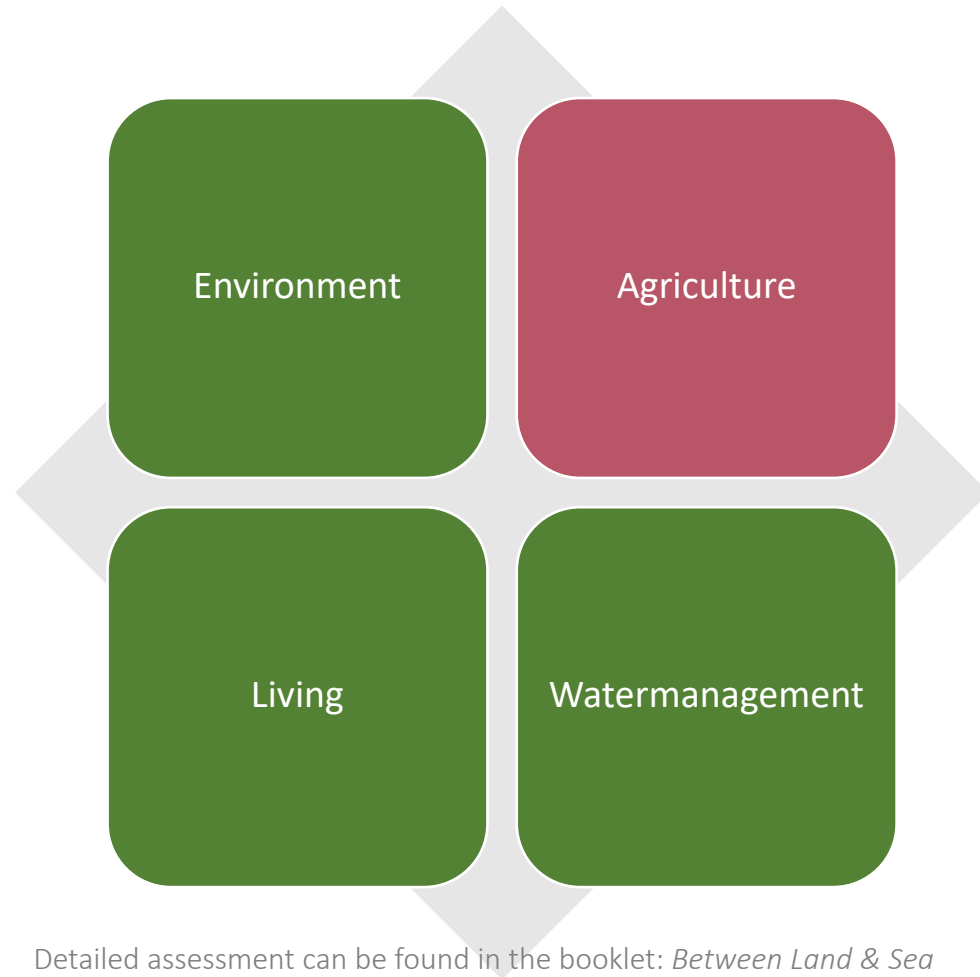 Environment
Agriculture
Living
Watermanagement
Detailed assessment can be found in the booklet: Between Land & Sea